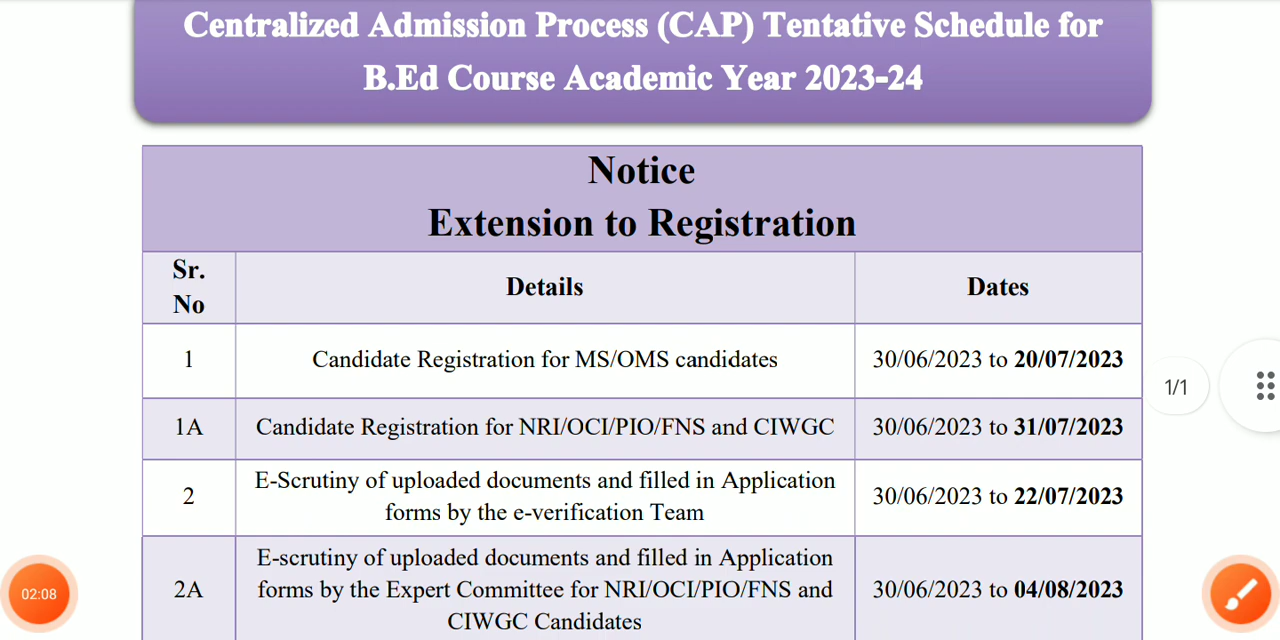 Centralized Admission Process (CAP) Tentative Schedule for
B.Ed Course Academic Year 2023-24
Notice
Extension to Registration
Sr.
No
Details
Dates
1
Candidate Registration for MS/OMS candidates
30/06/2023 to 20/07/2023
1/1
1A
Candidate Registration for NRI/OCI/PIO/FNS and CIWGC
30/06/2023 to 31/07/2023
2
E-Scrutiny of uploaded documents and filled in Application
forms by the e-verification Team
30/06/2023 to 22/07/2023
2A
E-scrutiny of uploaded documents and filled in Application
forms by the Expert Committee for NRI/OCI/PIO/FNS and
CIWGC Candidates
30/06/2023 to 04/08/2023
02:08